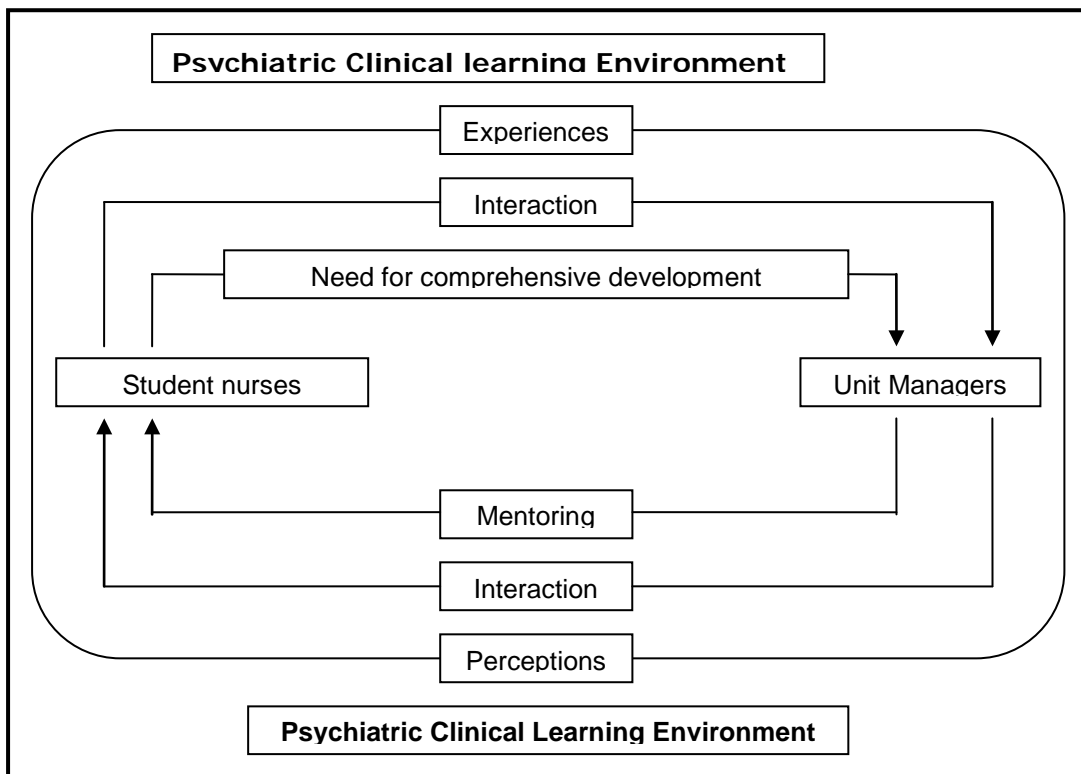 Psychiatric Clinical learning Environment
Experiences
Interaction
Need for comprehensive development
Student nurses
Unit Managers
Mentoring
Interaction
Perceptions
Psychiatric Clinical Learning Environment